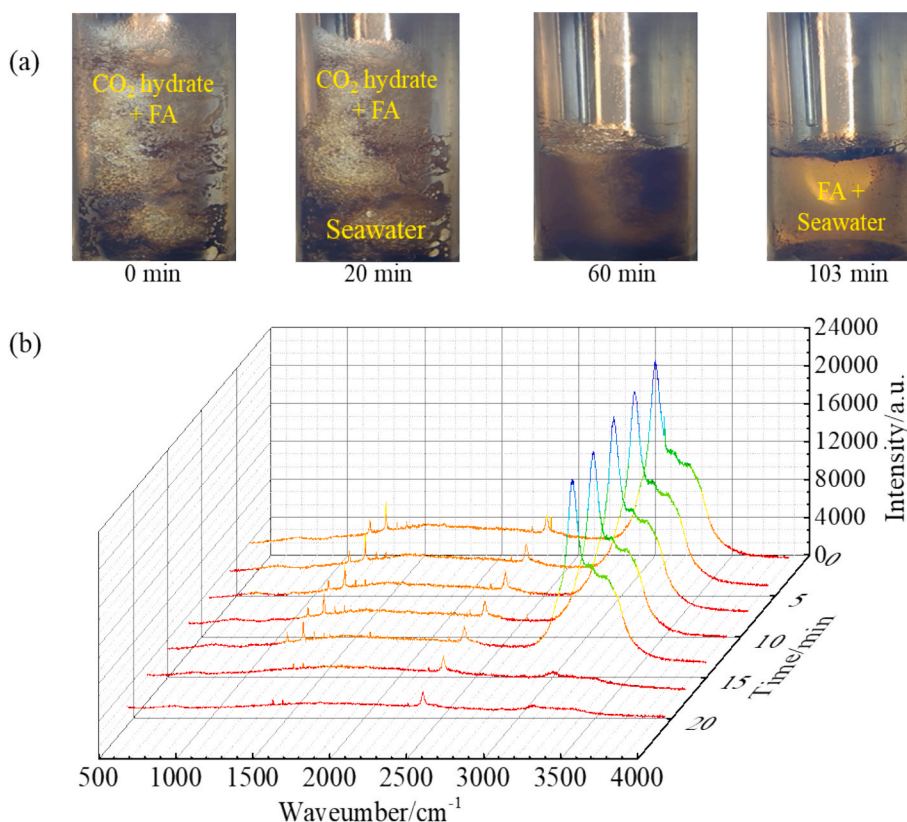 (a)
CO₂ hydrate
+ FA
CO₂ hydrate
+ FA
Seawater
FA +
Seawater
0 min
20 min
60 min
103 min
(b)
24000
20000
16000
12000
8000
4000
0
Intensity/a.u.
0
5
10
15
20
Time/min
500
1000
1500
2000
2500
3000
3500
4000
Waveumber/cm⁻¹